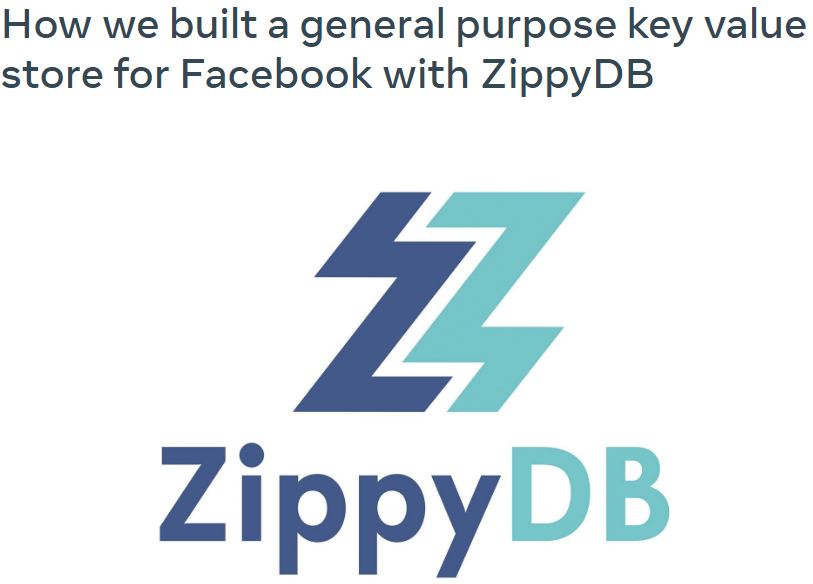 How we built a general purpose key value
store for Facebook with ZippyDB
ZippyDB